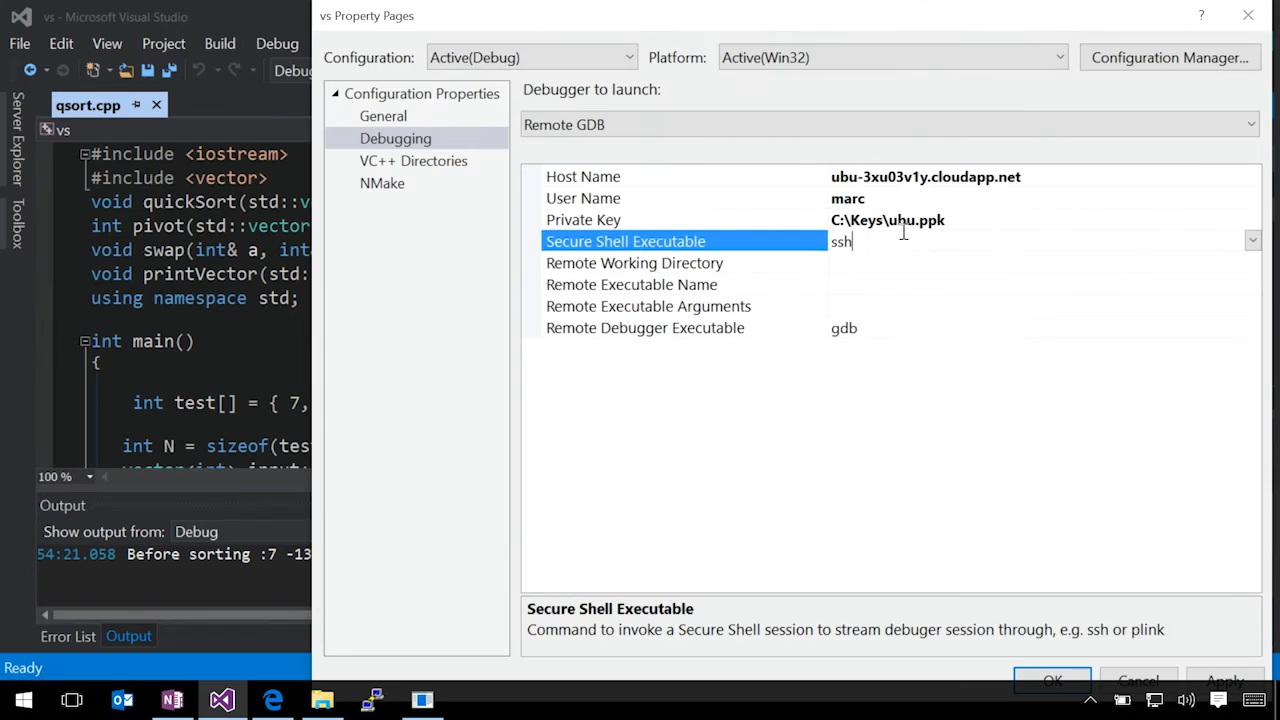 vs - Microsoft Visual Studio
File Edit View Project Build Debug
Debug
Server Explorer
Toolbox
qsort.cpp
vs
#include <iostream>
#include <vector>
void quickSort(std::v
int pivot(std::vector
void swap(int& a, int
void printVector(std:
using namespace std;
int main()
{
int test[] = { 7,
int N = sizeof(tes
vector<int> input;
100 %
Output
Show output from: Debug
54:21.058 Before sorting :7 -13
Error List Output
Ready
vs Property Pages
? ×
Configuration: Active(Debug) Platform: Active(Win32) Configuration Manager...
Configuration Properties
General
Debugging
VC++ Directories
NMake
Debugger to launch:
Remote GDB
Host Name ubu-3xu03v1y.cloudapp.net
User Name marc
Private Key C:\Keys\ubu.ppk
Secure Shell Executable ssh
Remote Working Directory
Remote Executable Name
Remote Executable Arguments
Remote Debugger Executable gdb
Secure Shell Executable
Command to invoke a Secure Shell session to stream debuger session through, e.g. ssh or plink
OK Cancel Apply